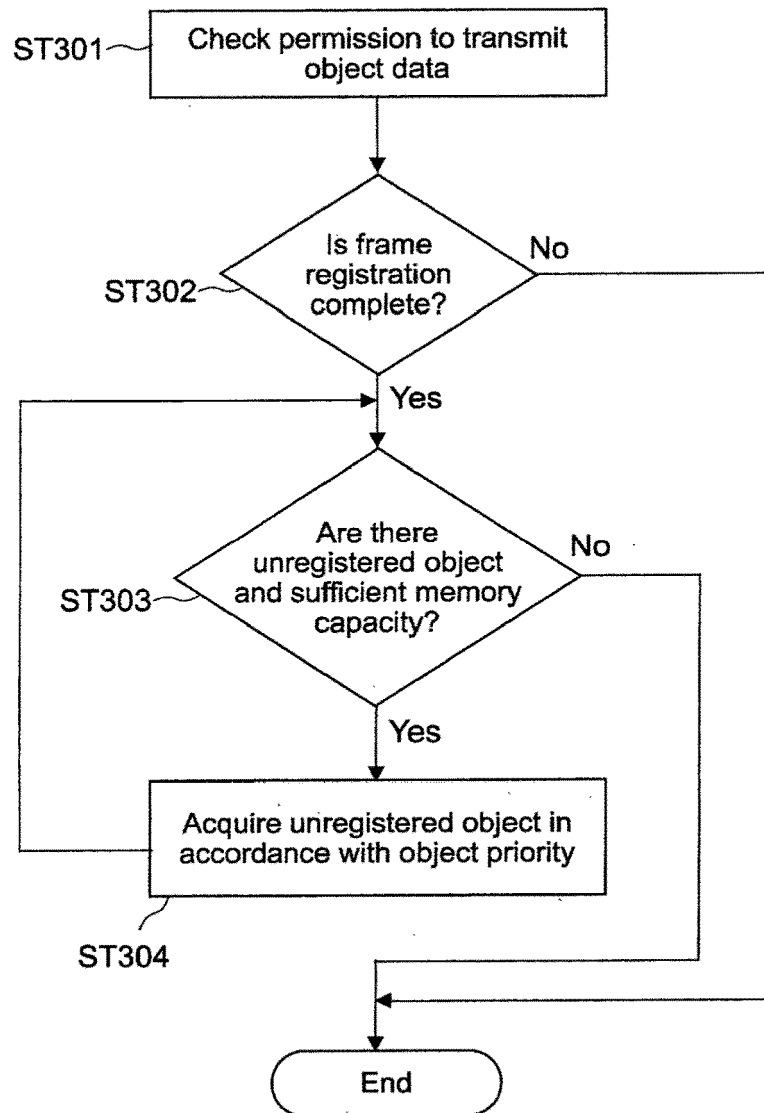 ST301
Check permission to transmit
object data
Is frame
registration
complete?
No
ST302
Yes
Are there
unregistered object
and sufficient memory
capacity?
No
ST303
Yes
Acquire unregistered object in
accordance with object priority
ST304
End